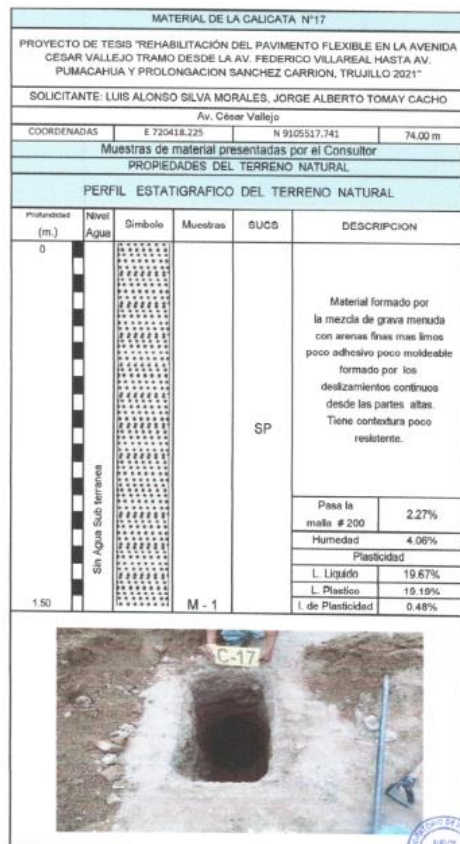 MATERIAL DE LA CALICATA N°17
PROYECTO DE TESIS "REHABILITACIÓN DEL PAVIMENTO FLEXIBLE EN LA AVENIDA
CESAR VALLEJO TRAMO DESDE LA AV. FEDERICO VILLAREAL HASTA AV.
PUMACAHUA Y PROLONGACION SANCHEZ CARRION, TRUJILLO 2021"
SOLICITANTE: LUIS ALONSO SILVA MORALES, JORGE ALBERTO TOMAY CACHO
Av. César Vallejo
COORDENADAS E 720418.225 N 9105517.741 74.00 m
Muestras de material presentadas por el Consultor
PROPIEDADES DEL TERRENO NATURAL
PERFIL ESTATIGRAFICO DEL TERRENO NATURAL
Profundidad (m.) Nivel Agua Simbolo Muestras SUCS DESCRIPCION
0
Material formado por
la mezcla de grava menuda
con arenas finas mas limos
poco adhesivo poco moldeable
formado por los
deslizamientos continuos
desde las partes altas.
Tiene contextura poco
resistente.
SP
Sin Agua Sub terranea
Pasa la malla # 200 2.27%
Humedad 4.06%
Plasticidad
L. Liquido 19.67%
L. Plastico 19.19%
I. de Plasticidad 0.48%
1.50 M - 1
C-17